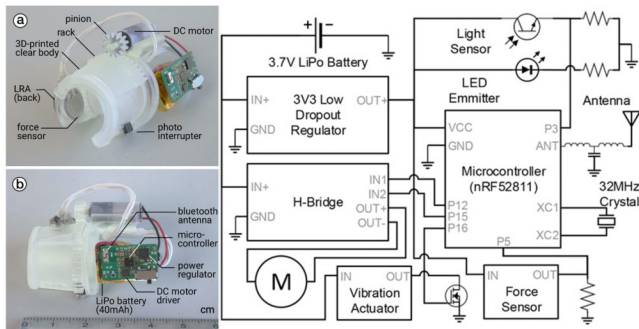 a
pinion
rack
3D-printed
clear body
DC motor
LRA
(back)
force
sensor
photo
interrupter
b
bluetooth
antenna
micro-
controller
power
regulator
DC motor
driver
LiPo battery
(40mAh)
cm
0 1 2 3 4 5 6
3.7V LiPo Battery
IN+
3V3 Low
Dropout
Regulator
OUT+
GND
IN+
H-Bridge
GND
IN1
IN2
OUT+
OUT-
M
IN
OUT
Vibration
Actuator
Light
Sensor
LED
Emmitter
VCC
GND
P3
ANT
Microcontroller
(nRF52811)
P12
P15
P16
XC1
XC2
P5
Antenna
32MHz
Crystal
IN
OUT
Force
Sensor